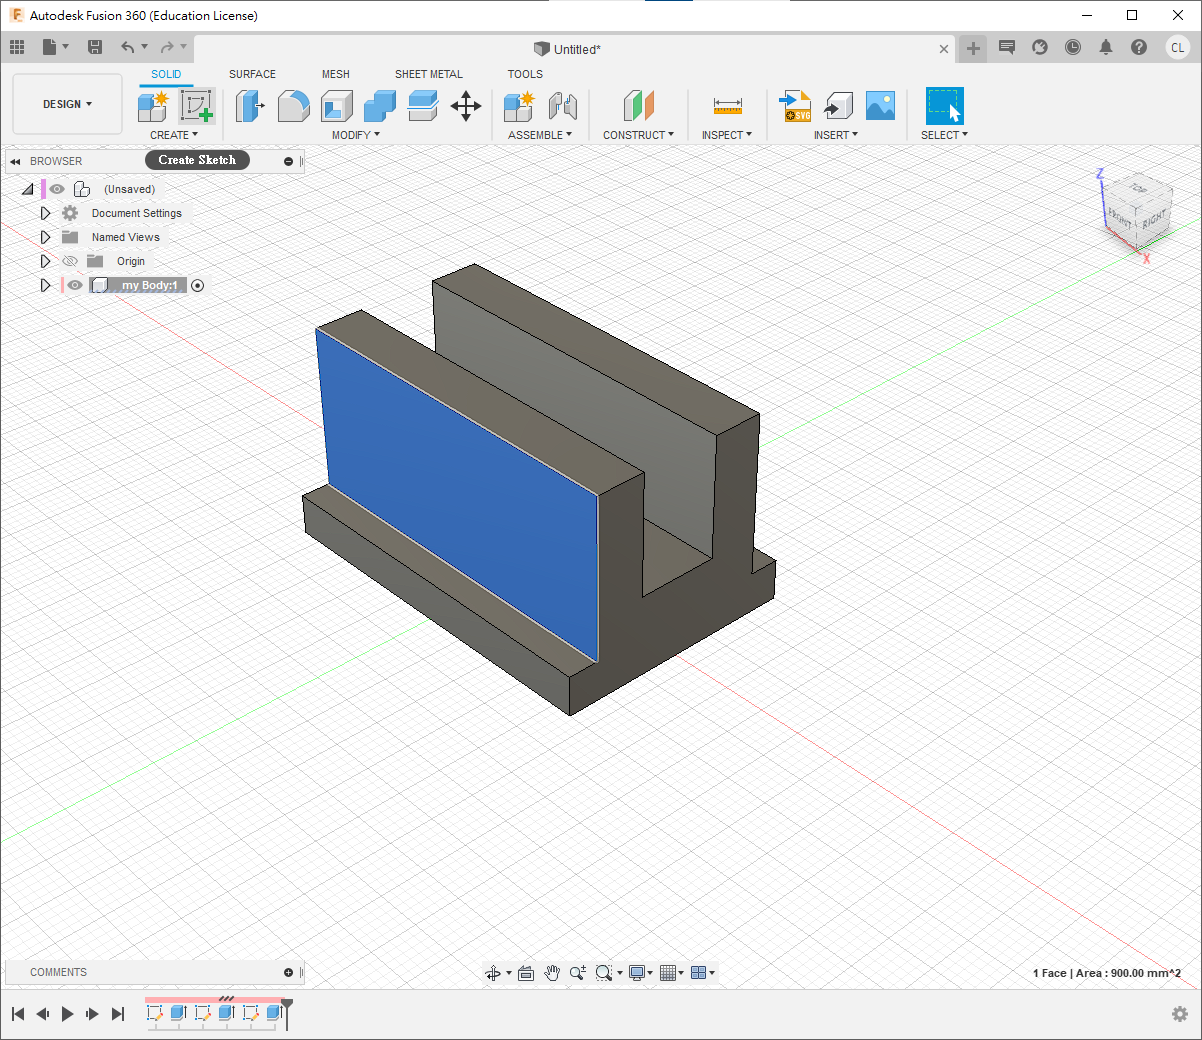 Autodesk Fusion 360 (Education License)
Untitled*
CL
DESIGN
SOLID
SURFACE
MESH
SHEET METAL
TOOLS
SVG
CREATE
MODIFY
ASSEMBLE
CONSTRUCT
INSPECT
INSERT
SELECT
BROWSER
Create Sketch
(Unsaved)
Document Settings
Named Views
Origin
my Body:1
Z
TOP
FRONT
RIGHT
X
COMMENTS
1 Face | Area : 900.00 mm^2